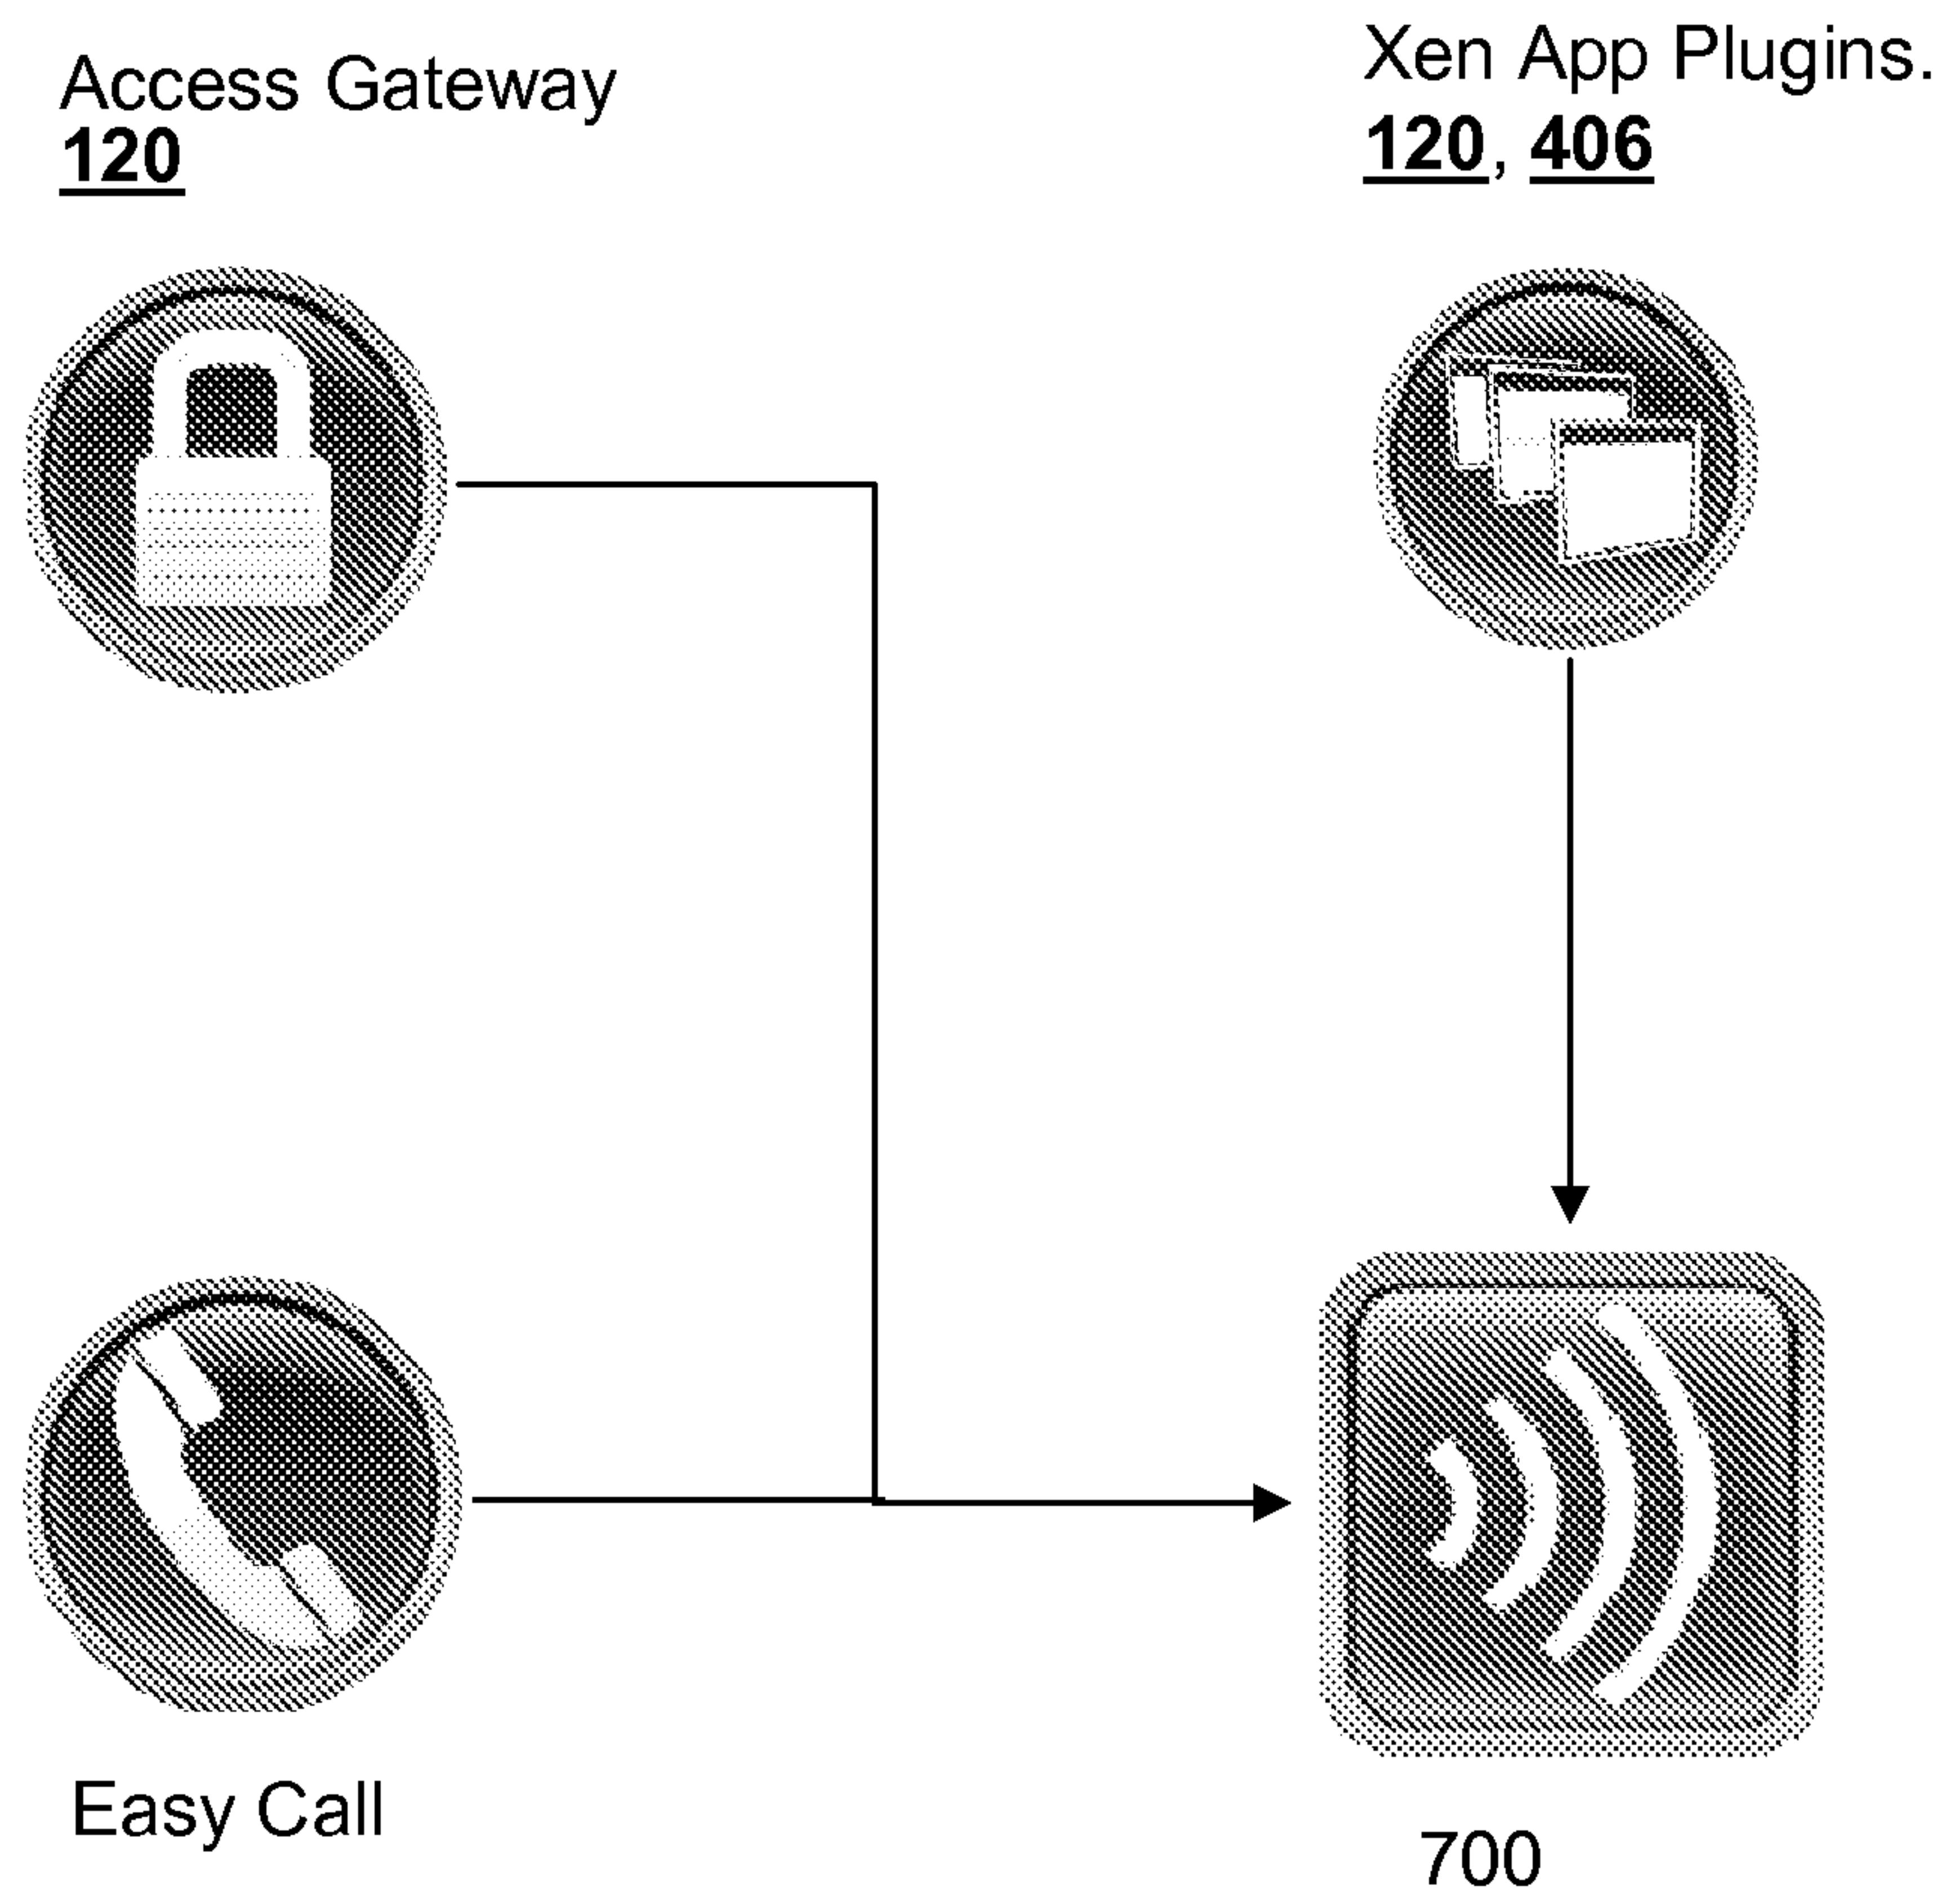 Access Gateway
120
Xen App Plugins.
120, 406
Easy Call
700